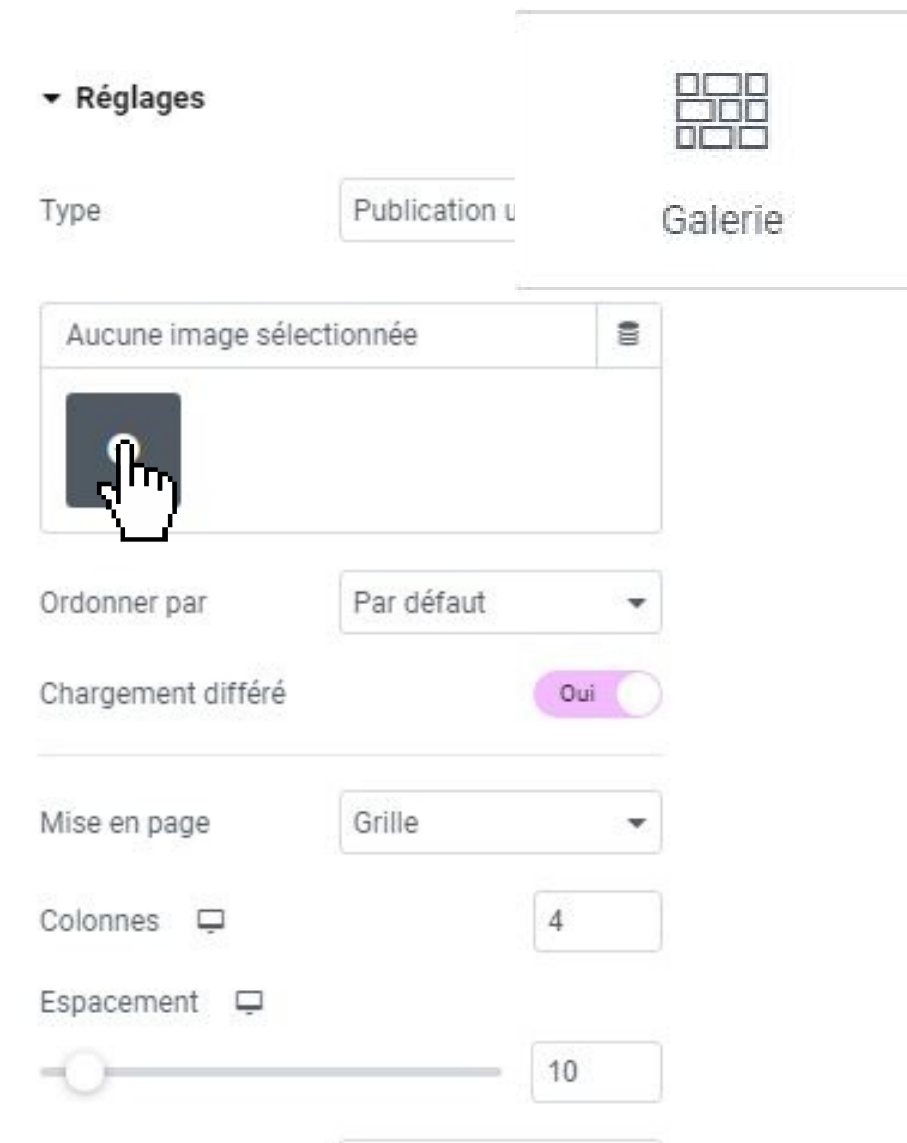 Réglages
Type
Publication
Galerie
Aucune image sélectionnée
Ordonner par
Par défaut
Chargement différé
Oui
Mise en page
Grille
Colonnes
4
Espacement
10